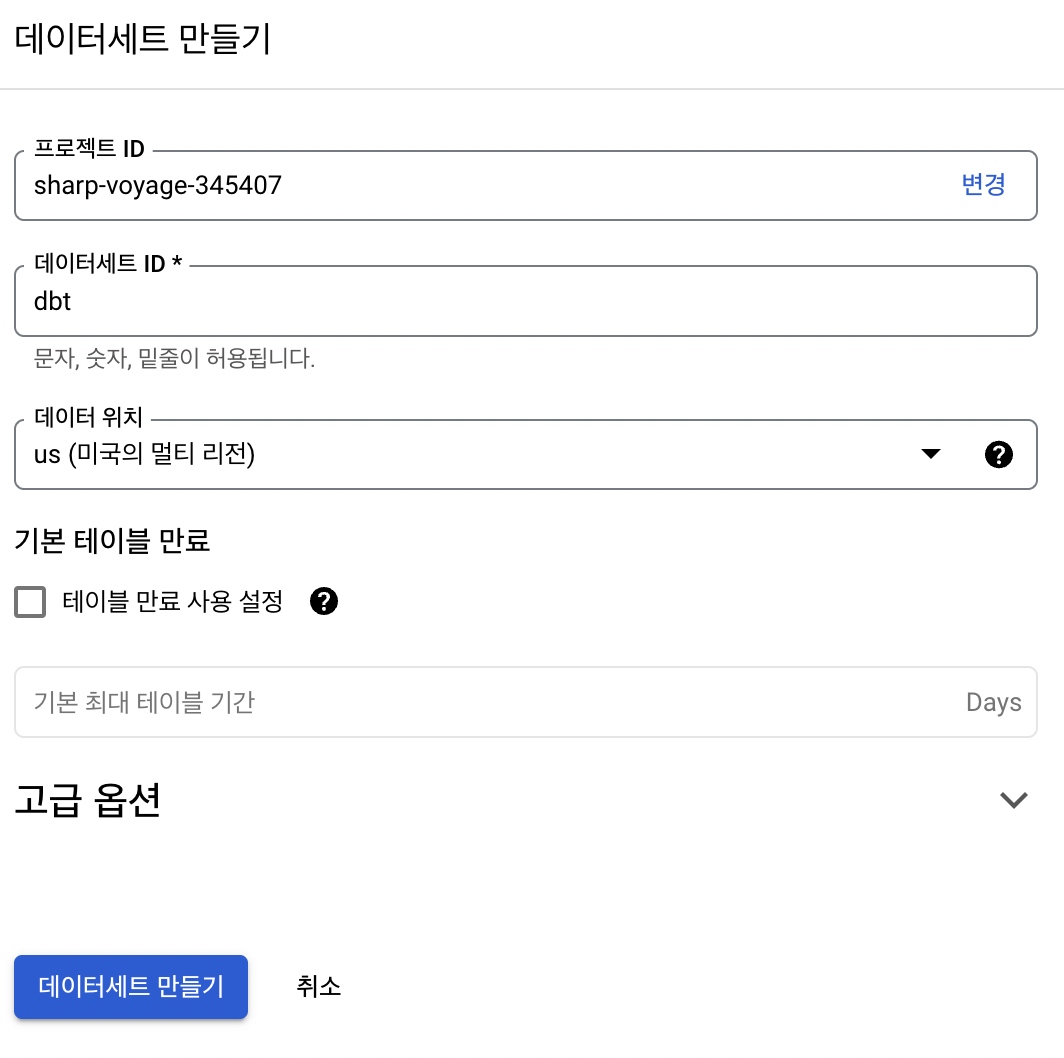 데이터세트 만들기
프로젝트 ID
sharp-voyage-345407
변경
데이터세트 ID *
dbt
문자, 숫자, 밑줄이 허용됩니다.
데이터 위치
us (미국의 멀티 리전)
기본 테이블 만료
테이블 만료 사용 설정
기본 최대 테이블 기간
Days
고급 옵션
데이터세트 만들기
취소